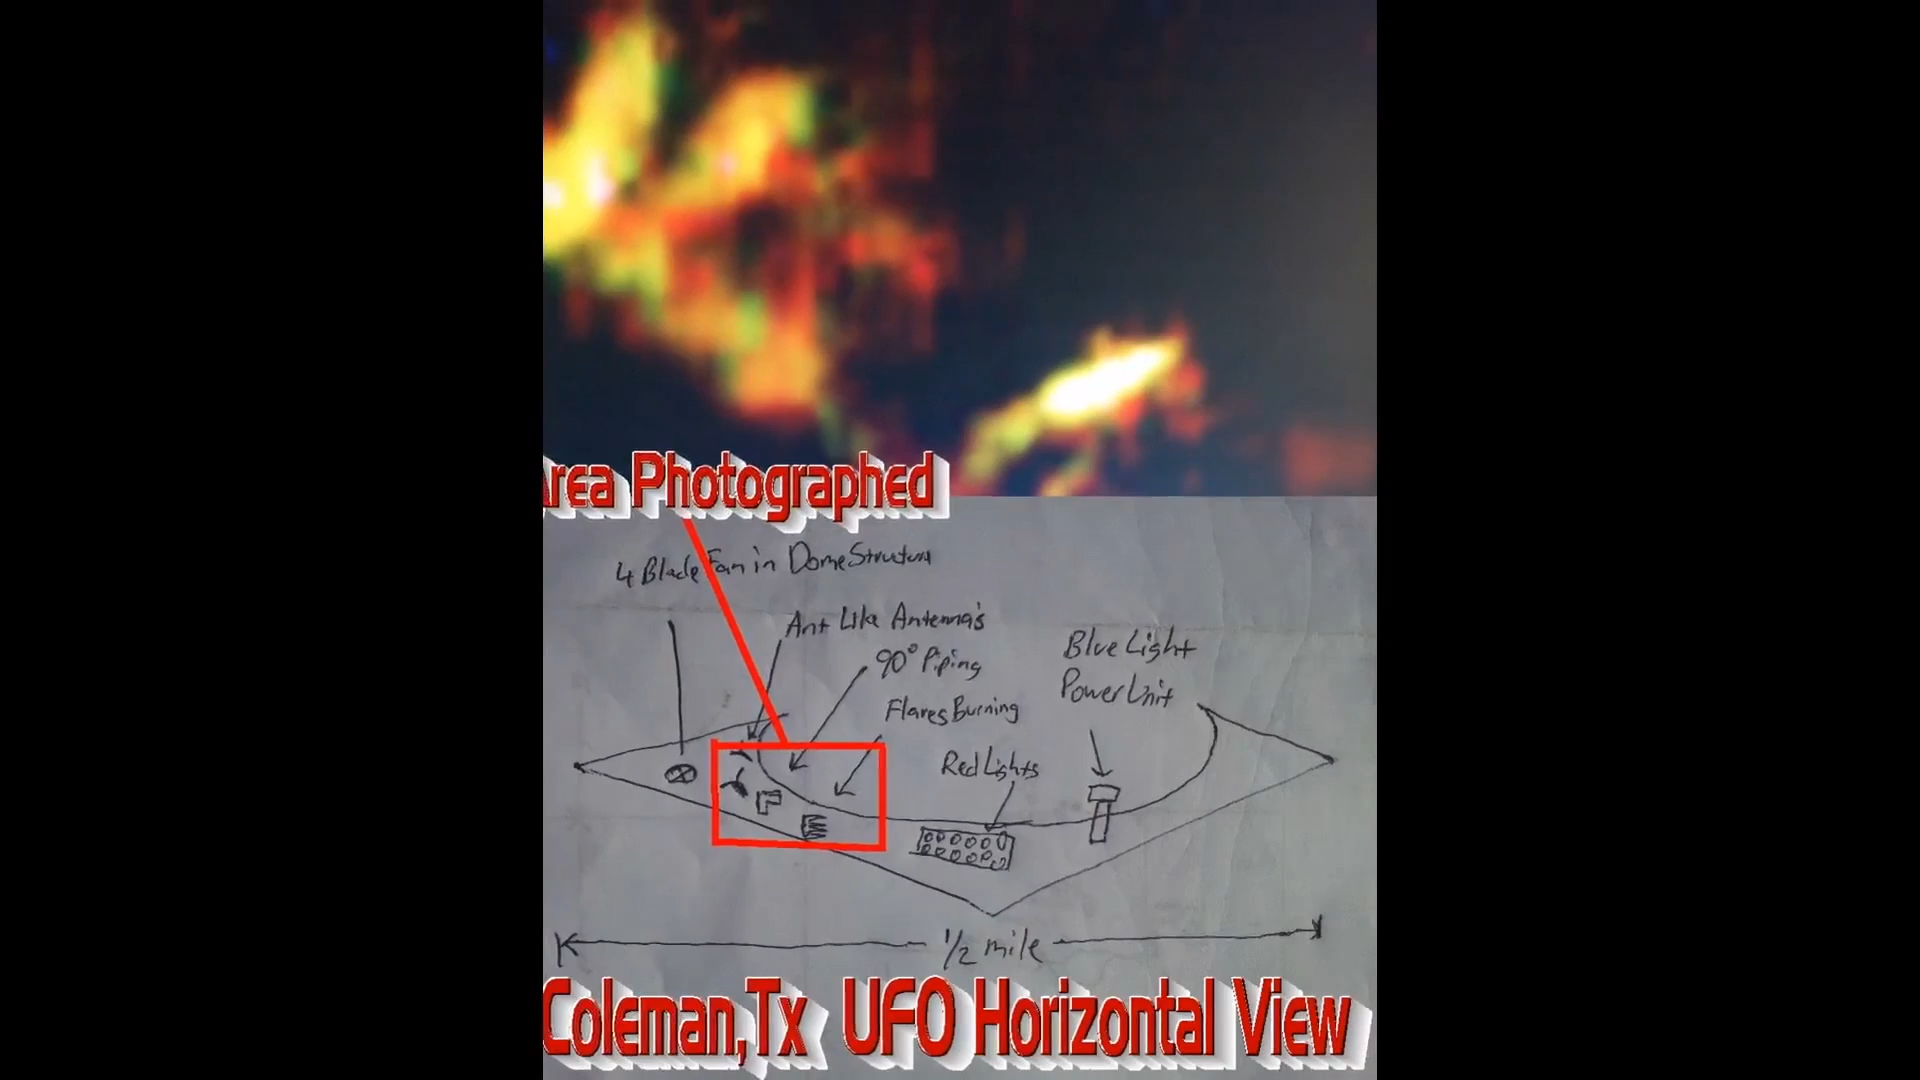 Area Photographed
4 Blade Fan in Dome Structure
Ant Like Antenna's
90° Piping
Flares Burning
Blue Light
Power Unit
Red Lights
1/2 mile
Coleman,Tx UFO Horizontal View